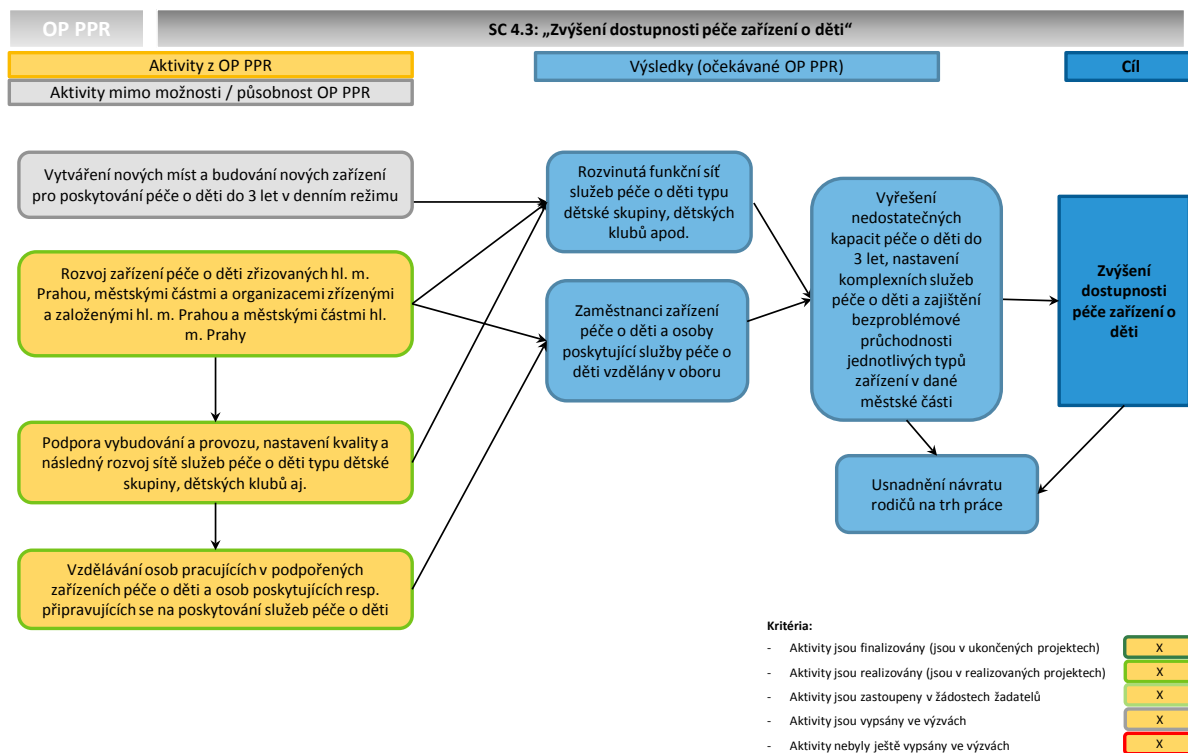 OP PPR
SC 4.3: „Zvýšení dostupnosti péče zařízení o děti“
Aktivity z OP PPR
Aktivity mimo možnosti / působnost OP PPR
Výsledky (očekávané OP PPR)
Cíl
Vytváření nových míst a budování nových zařízení
pro poskytování péče o děti do 3 let v denním režimu
Rozvoj zařízení péče o děti zřizovaných hl. m.
Prahou, městskými částmi a organizacemi zřízenými
a založenými hl. m. Prahou a městskými částmi hl.
m. Prahy
Podpora vybudování a provozu, nastavení kvality a
následný rozvoj sítě služeb péče o děti typu dětské
skupiny, dětských klubů aj.
Vzdělávání osob pracujících v podpořených
zařízeních péče o děti a osob poskytujících resp.
připravujících se na poskytování služeb péče o děti
Rozvinutá funkční síť
služeb péče o děti typu
dětské skupiny, dětských
klubů apod.
Zaměstnanci zařízení
péče o děti a osoby
poskytující služby péče o
děti vzdělány v oboru
Vyřešení
nedostatečných
kapacit péče o děti do
3 let, nastavení
komplexních služeb
péče o děti a zajištění
bezproblémové
průchodnosti
jednotlivých typů
zařízení v dané
městské části
Usnadnění návratu
rodičů na trh práce
Zvýšení
dostupnosti
péče zařízení o
děti
Kritéria:
- Aktivity jsou finalizovány (jsou v ukončených projektech) X
- Aktivity jsou realizovány (jsou v realizovaných projektech) X
- Aktivity jsou zastoupeny v žádostech žadatelů X
- Aktivity jsou vypsány ve výzvách X
- Aktivity nebyly ještě vypsány ve výzvách X